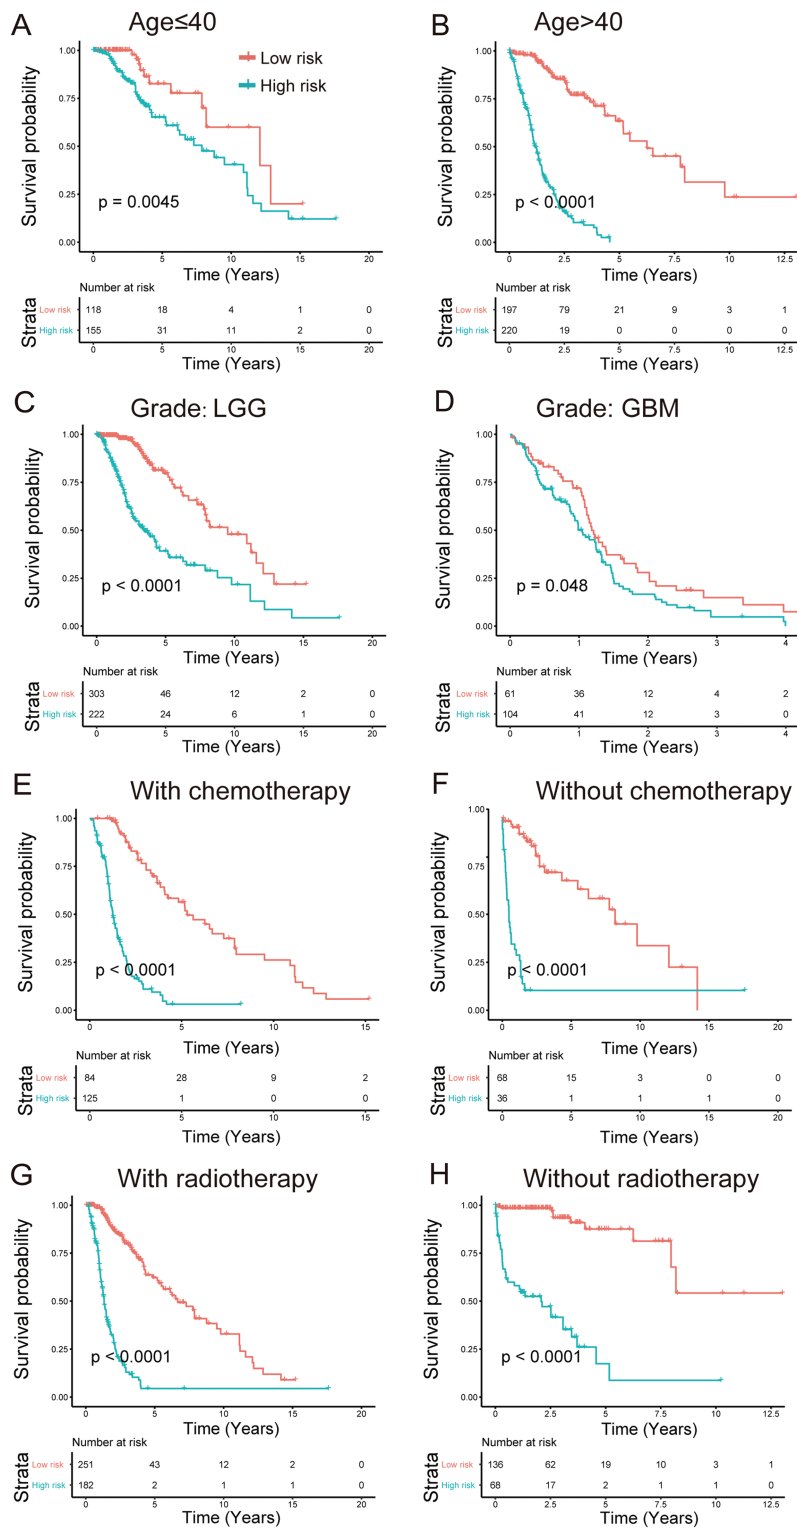 A Age≤40
Survival probability
1.00
0.75
0.50
0.25
0.00
Low risk
High risk
p = 0.0045
0 5 10 15 20
Time (Years)
Number at risk
Strata
Low risk 118 18 4 1 0
High risk 155 31 11 2 0
0 5 10 15 20
Time (Years)
B Age>40
Survival probability
1.00
0.75
0.50
0.25
0.00
p < 0.0001
0 2.5 5 7.5 10 12.5
Time (Years)
Number at risk
Strata
Low risk 197 79 21 9 3 1
High risk 220 19 0 0 0 0
0 2.5 5 7.5 10 12.5
Time (Years)
C Grade: LGG
Survival probability
1.00
0.75
0.50
0.25
0.00
p < 0.0001
0 5 10 15 20
Time (Years)
Number at risk
Strata
Low risk 303 46 12 2 0
High risk 222 24 6 1 0
0 5 10 15 20
Time (Years)
D Grade: GBM
Survival probability
1.00
0.75
0.50
0.25
0.00
p = 0.048
0 1 2 3 4
Time (Years)
Number at risk
Strata
Low risk 61 36 12 4 2
High risk 104 41 12 3 0
0 1 2 3 4
Time (Years)
E With chemotherapy
Survival probability
1.00
0.75
0.50
0.25
0.00
p < 0.0001
0 5 10 15
Time (Years)
Number at risk
Strata
Low risk 84 28 9 2
High risk 125 1 0 0
0 5 10 15
Time (Years)
F Without chemotherapy
Survival probability
1.00
0.75
0.50
0.25
0.00
p < 0.0001
0 5 10 15 20
Time (Years)
Number at risk
Strata
Low risk 68 15 3 0 0
High risk 36 1 1 1 0
0 5 10 15 20
Time (Years)
G With radiotherapy
Survival probability
1.00
0.75
0.50
0.25
0.00
p < 0.0001
0 5 10 15 20
Time (Years)
Number at risk
Strata
Low risk 251 43 12 2 0
High risk 182 2 1 1 0
0 5 10 15 20
Time (Years)
H Without radiotherapy
Survival probability
1.00
0.75
0.50
0.25
0.00
p < 0.0001
0 2.5 5 7.5 10 12.5
Time (Years)
Number at risk
Strata
Low risk 136 62 19 10 3 1
High risk 68 17 2 1 1 0
0 2.5 5 7.5 10 12.5
Time (Years)